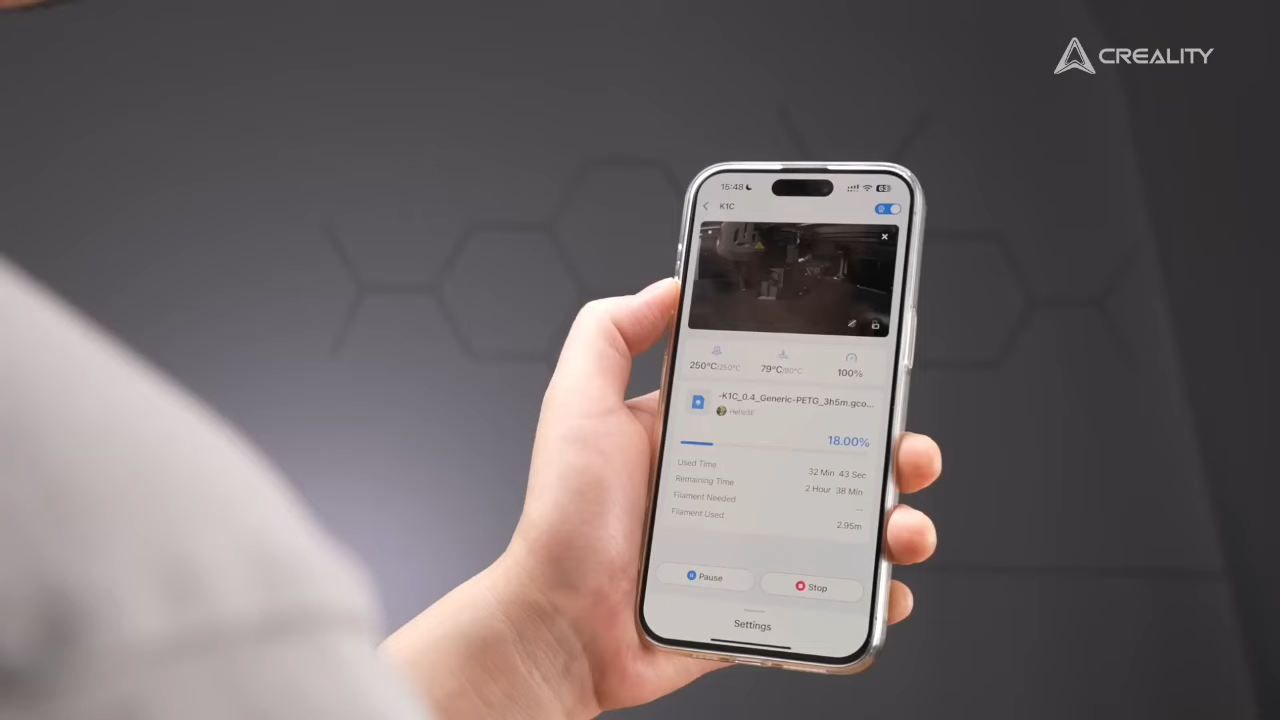 CREALITY
15:48
63
K1C
250°C/250°C
79°C/80°C
100%
-K1C_0.4_Generic-PETG_3h5m.gco...
18.00%
Used Time
32 Min 43 Sec
Remaining Time
2 Hour 38 Min
Filament Needed
--
Filament Used
2.95m
Pause
Stop
Settings